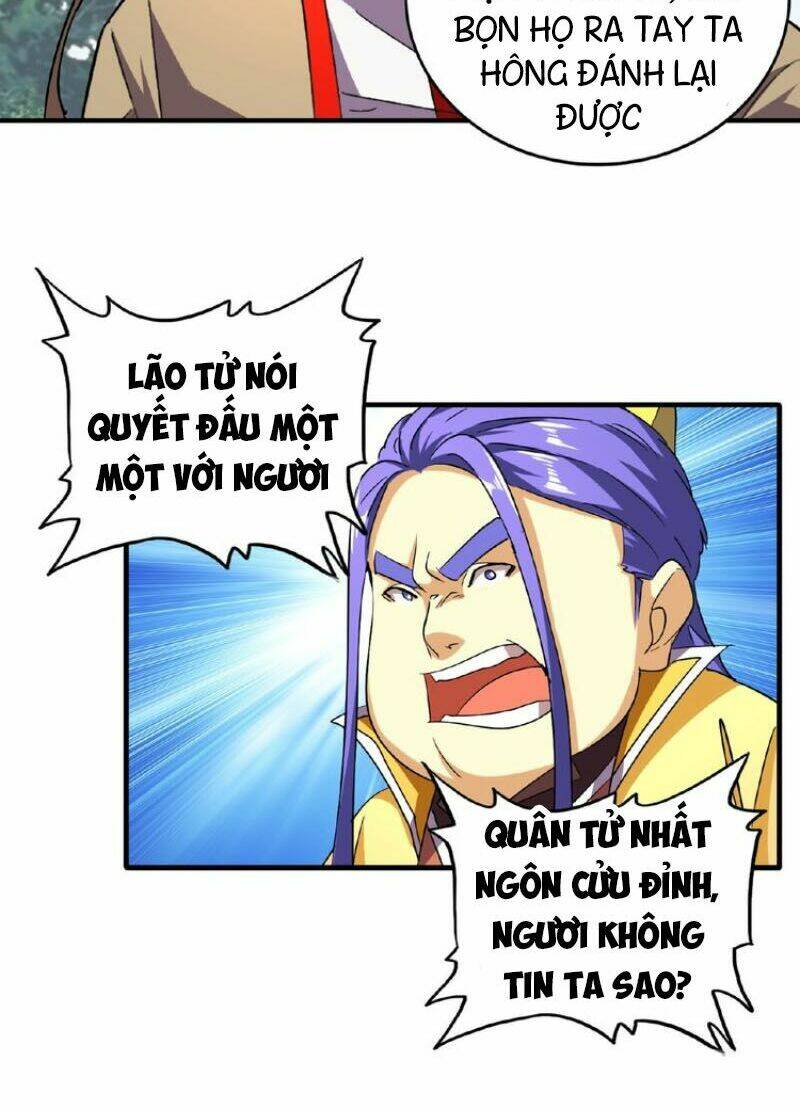 BỌN HỌ RA TAY TA
HÔNG ĐÁNH LẠI
ĐƯỢC
LÃO TỬ NÓI
QUYẾT ĐẤU MỘT
MỘT VỚI NGƯƠI
QUÂN TỬ NHẤT
NGÔN CỬU ĐỈNH,
NGƯƠI KHÔNG
TIN TA SAO?